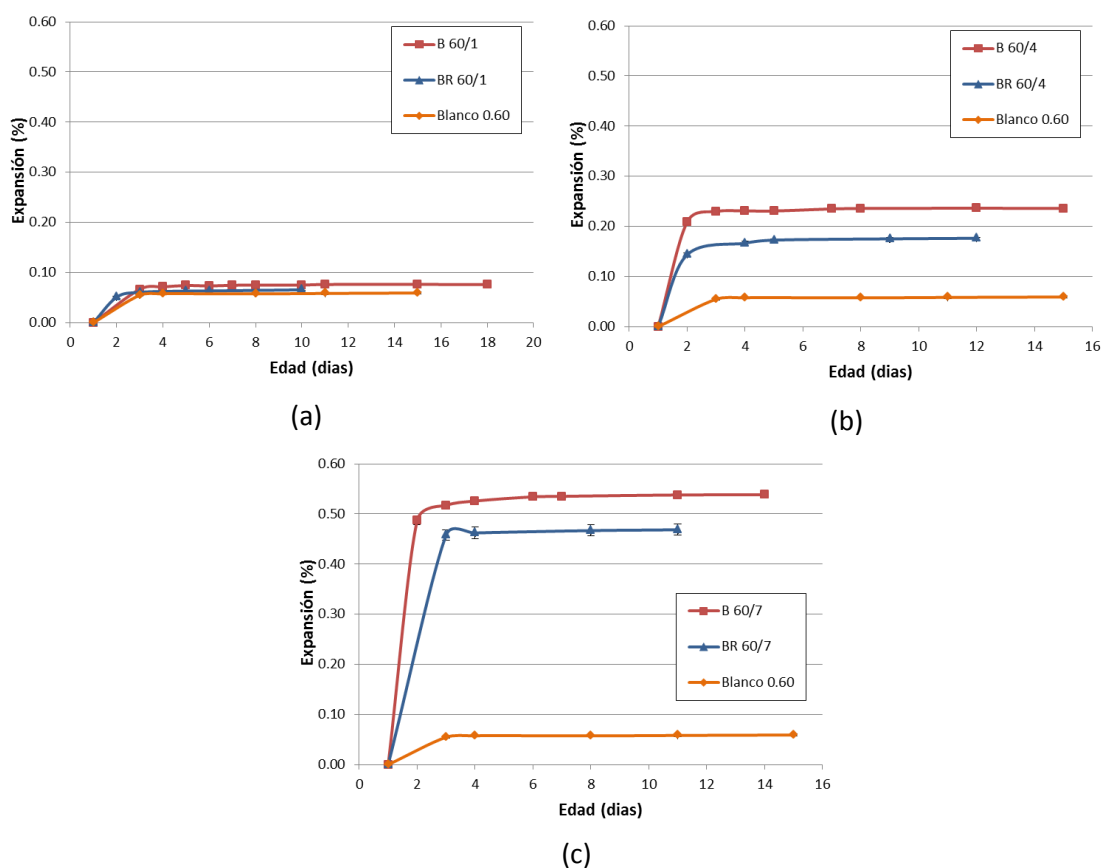 0.60
0.50
0.40
0.30
0.20
0.10
0.00
Expansión (%)
0 2 4 6 8 10 12 14 16 18 20
Edad (dias)
B 60/1
BR 60/1
Blanco 0.60
(a)
0.60
0.50
0.40
0.30
0.20
0.10
0.00
Expansión (%)
0 2 4 6 8 10 12 14 16
Edad (dias)
B 60/4
BR 60/4
Blanco 0.60
(b)
0.60
0.50
0.40
0.30
0.20
0.10
0.00
Expansión (%)
0 2 4 6 8 10 12 14 16
Edad (dias)
B 60/7
BR 60/7
Blanco 0.60
(c)